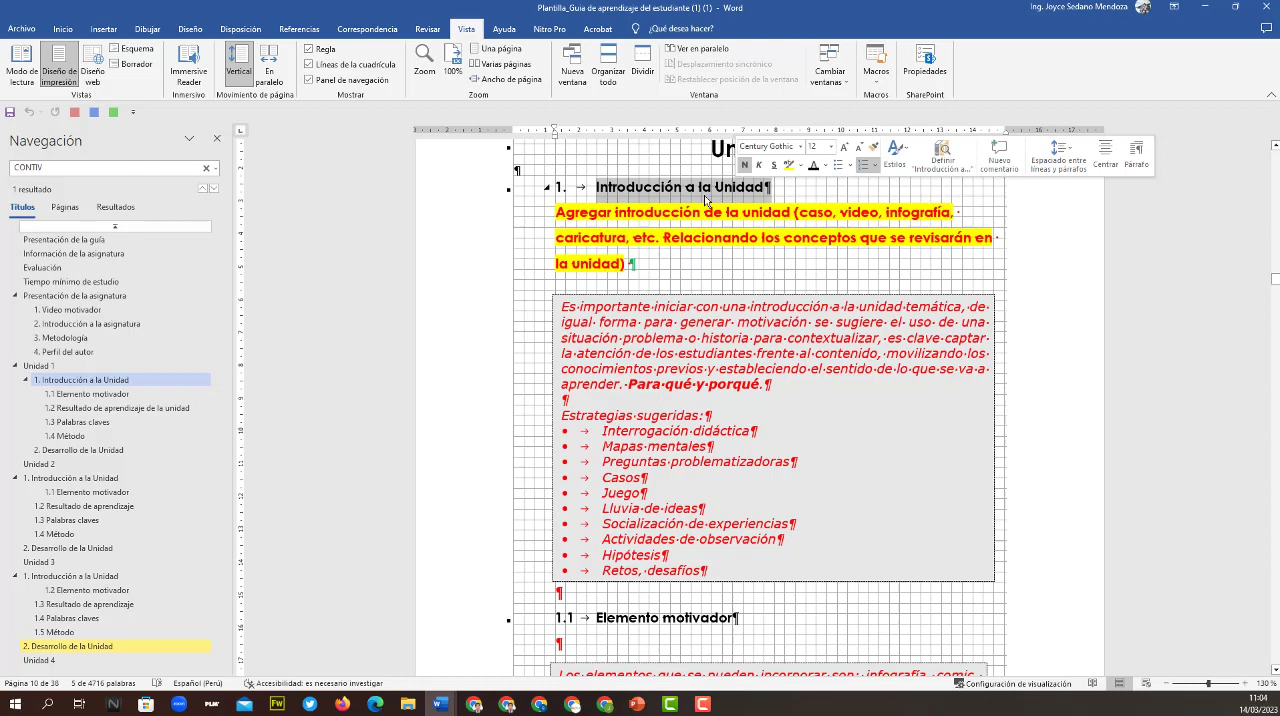 Plantilla_Guia de aprendizaje del estudiante (1) (1) - Word
Ing. Joyce Sedano Mendoza
Archivo Inicio Insertar Dibujar Diseño Disposición Referencias Correspondencia Revisar Vista Ayuda Nitro Pro Acrobat ¿Qué desea hacer?
Modo de lectura
Diseño de impresión
Diseño web
Esquema
Borrador
Vistas
Immersive Reader
Inmersivo
Vertical
En paralelo
Movimiento de página
Regla
Líneas de la cuadrícula
Panel de navegación
Mostrar
Zoom
100%
Una página
Varias páginas
Ancho de página
Zoom
Nueva ventana
Organizar todo
Dividir
Ver en paralelo
Desplazamiento sincrónico
Restablecer posición de la ventana
Ventana
Cambiar ventanas
Macros
Macros
Propiedades
SharePoint
Navegación
CONTIV
1 resultado
Títulos Páginas Resultados
Presentación de la guía
Información de la asignatura
Evaluación
Tiempo mínimo de estudio
Presentación de la asignatura
1. Video motivador
2. Introducción a la asignatura
3. Metodología
4. Perfil del autor
Unidad 1
1. Introducción a la Unidad
1.1 Elemento motivador
1.2 Resultado de aprendizaje de la unidad
1.3 Palabras claves
1.4 Método
2. Desarrollo de la Unidad
Unidad 2
1. Introducción a la Unidad
1.1 Elemento motivador
1.2 Resultado de aprendizaje
1.3 Palabras claves
1.4 Método
2. Desarrollo de la Unidad
Unidad 3
1. Introducción a la Unidad
1.2 Elemento motivador
1.3 Resultado de aprendizaje
1.4 Palabras claves
1.5 Método
2. Desarrollo de la Unidad
Unidad 4
Century Gothic 12
N K S
Estilos
Definir "Introducción a...
Nuevo comentario
Centrar
Espaciado entre líneas y párrafos
Párrafo
Un
1. → Introducción a la Unidad¶
Agregar introducción de la unidad (caso, video, infografía,
caricatura, etc. Relacionando los conceptos que se revisarán en
la unidad) ¶
Es importante iniciar con una introducción a la unidad temática, de
igual forma para generar motivación se sugiere el uso de una
situación problema o historia para contextualizar, es clave captar
la atención de los estudiantes frente al contenido, movilizando los
conocimientos previos y estableciendo el sentido de lo que se va a
aprender. Para qué y porqué.¶
¶
Estrategias sugeridas:¶
• → Interrogación didáctica¶
• → Mapas mentales¶
• → Preguntas problematizadoras¶
• → Casos¶
• → Juego¶
• → Lluvia de ideas¶
• → Socialización de experiencias¶
• → Actividades de observación¶
• → Hipótesis¶
• → Retos, desafíos¶
¶
1.1 → Elemento motivador¶
¶
Los elementos que se pueden incorporar son: infografía, comic,
Página 10 de 38 5 de 4716 palabras Español (Perú) Accesibilidad: es necesario investigar
Configuración de visualización 130 %
11:04
14/03/2023